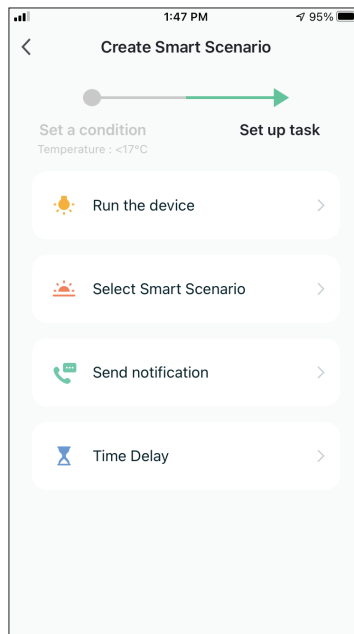 1:47 PM
95%
Create Smart Scenario
Set a condition
Set up task
Temperature : <17°C
Run the device
Select Smart Scenario
Send notification
Time Delay